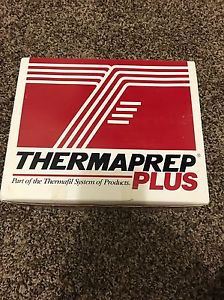 THERMAPREP®
PLUS
Part of the Thermafil System of Products.